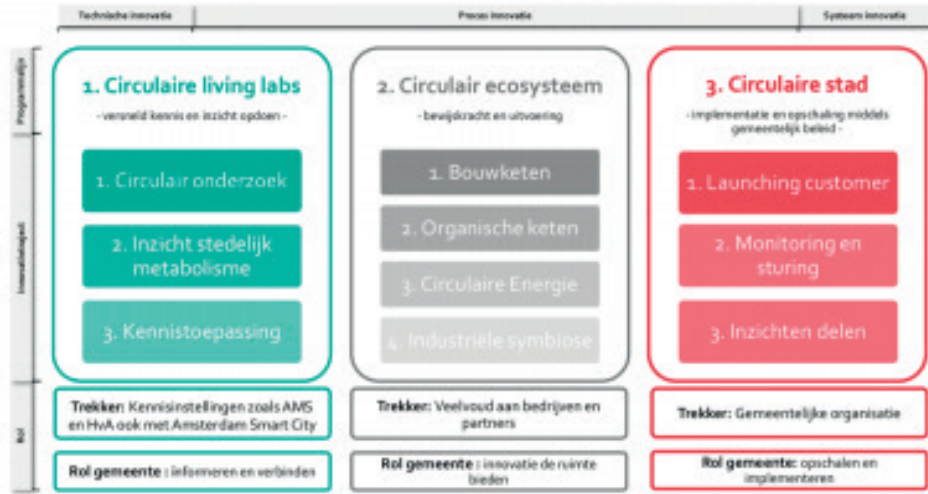 Technische innovatie
Proces innovatie
Systeem innovatie
Programmalijn
1. Circulaire living labs
- versneld kennis en inzicht opdoen -
2. Circulair ecosysteem
- bewijskracht en uitvoering
3. Circulaire stad
- implementatie en opschaling middels
gemeentelijk beleid -
Innovatietraject
1. Circulair onderzoek
2. Inzicht stedelijk
metabolisme
3. Kennistoepassing
1. Bouwketen
2. Organische keten
3. Circulaire Energie
4. Industriële symbiose
1. Launching customer
2. Monitoring en
sturing
3. Inzichten delen
Rol
Trekker: Kennisinstellingen zoals AMS
en HvA ook met Amsterdam Smart City
Trekker: Veelvoud aan bedrijven en
partners
Trekker: Gemeentelijke organisatie
Rol gemeente : informeren en verbinden
Rol gemeente : innovatie de ruimte
bieden
Rol gemeente: opschalen en
implementeren